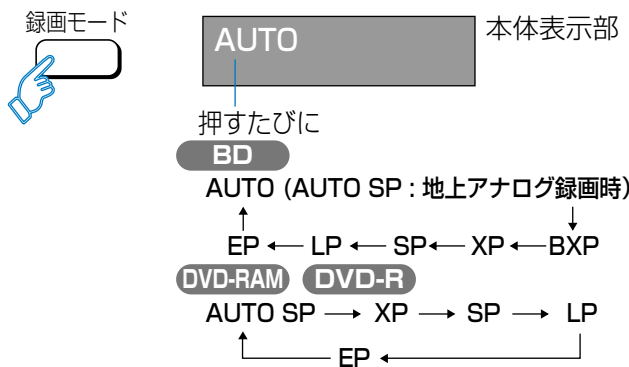 録画モード
AUTO
本体表示部
押すたびに
BD
AUTO (AUTO SP : 地上アナログ録画時)
EP ← LP ← SP ← XP ← BXP
DVD-RAM DVD-R
AUTO SP → XP → SP → LP
EP